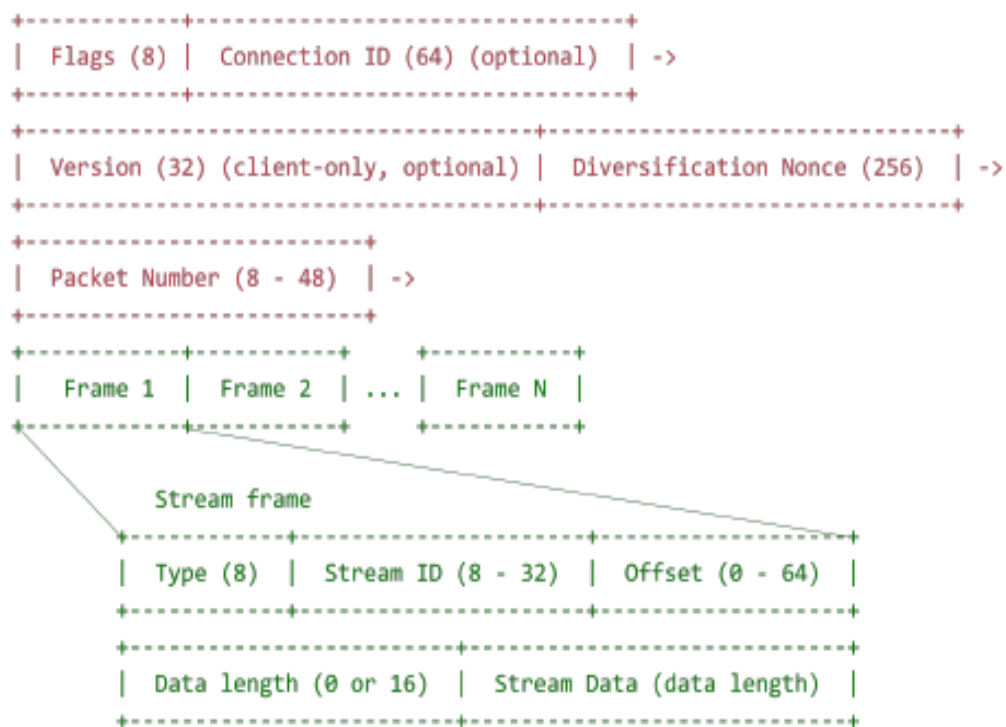 | Flags (8) | Connection ID (64) (optional) | ->
| Version (32) (client-only, optional) | Diversification Nonce (256) | ->
| Packet Number (8 - 48) | ->
| Frame 1 | Frame 2 | ... | Frame N |
Stream frame
| Type (8) | Stream ID (8 - 32) | Offset (0 - 64) |
| Data length (0 or 16) | Stream Data (data length) |